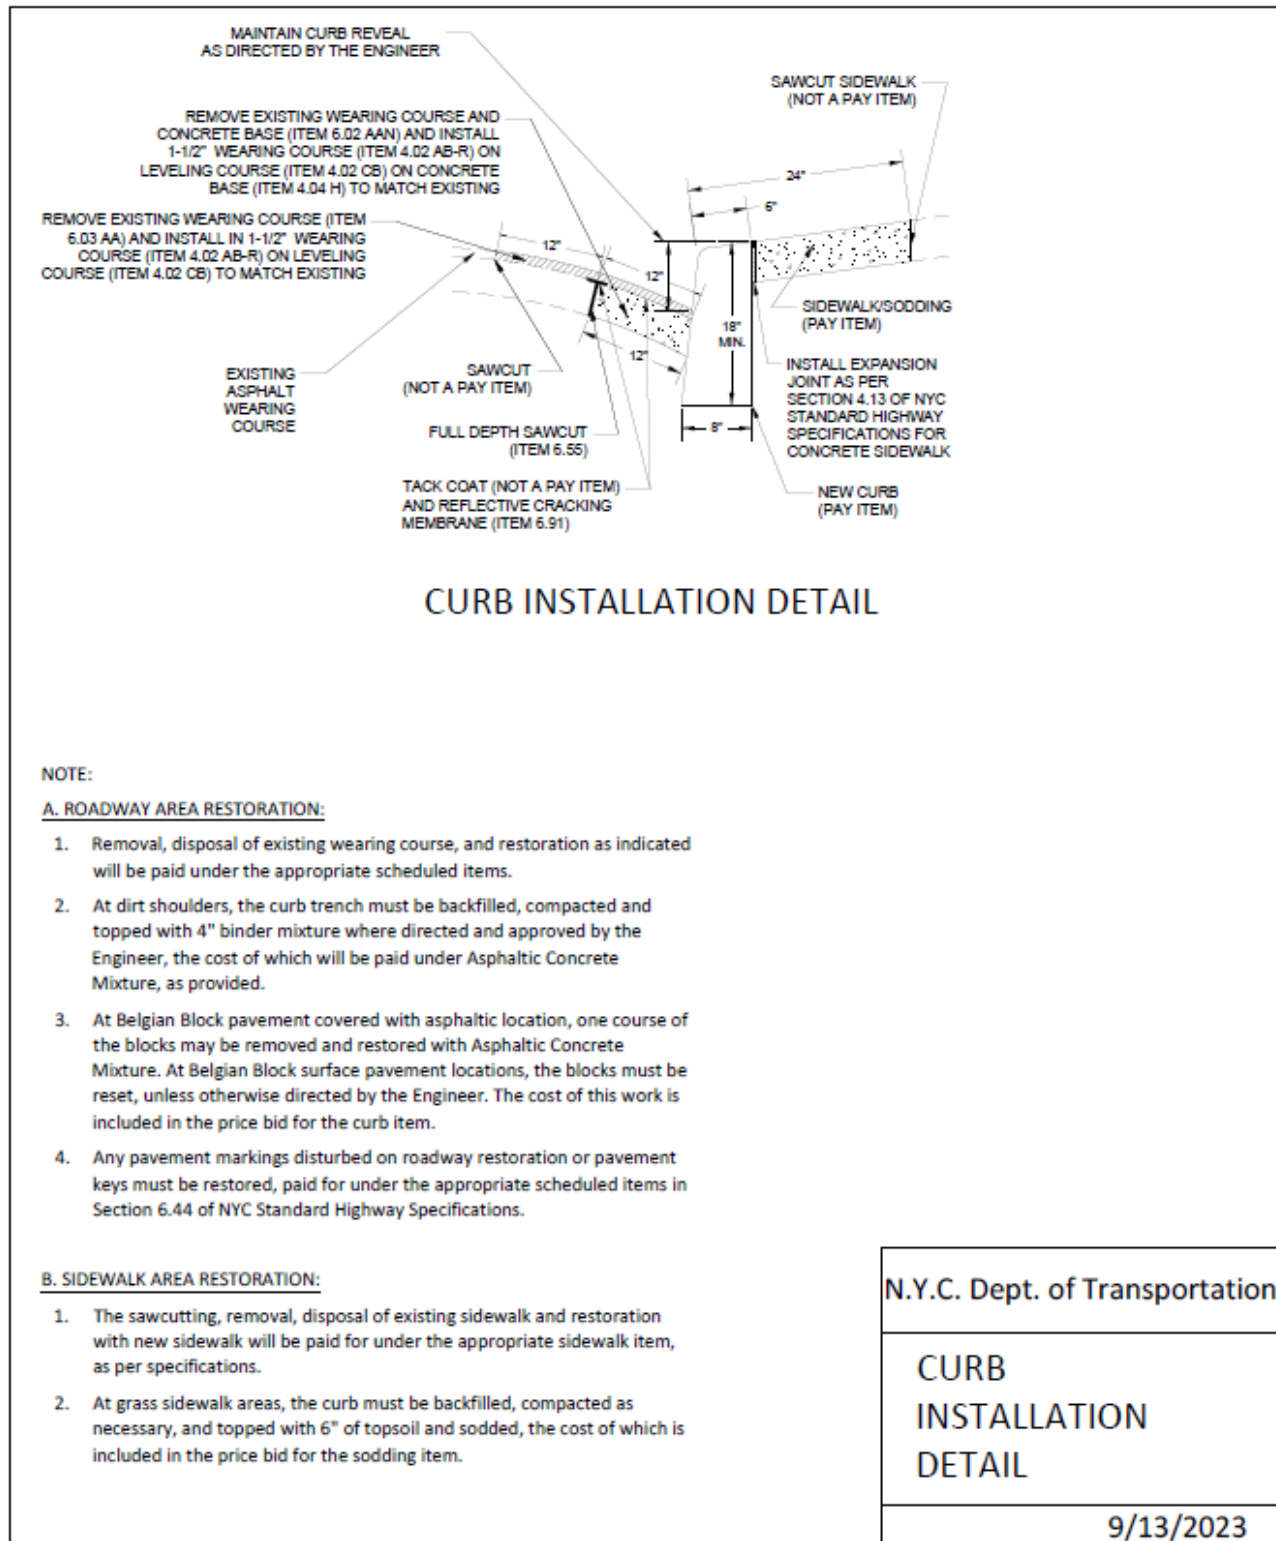 MAINTAIN CURB REVEAL
AS DIRECTED BY THE ENGINEER
SAWCUT SIDEWALK
(NOT A PAY ITEM)
REMOVE EXISTING WEARING COURSE AND
CONCRETE BASE (ITEM 6.02 AAN) AND INSTALL
1-1/2" WEARING COURSE (ITEM 4.02 AB-R) ON
LEVELING COURSE (ITEM 4.02 CB) ON CONCRETE
BASE (ITEM 4.04 H) TO MATCH EXISTING
24"
6"
REMOVE EXISTING WEARING COURSE (ITEM
6.03 AA) AND INSTALL IN 1-1/2" WEARING
COURSE (ITEM 4.02 AB-R) ON LEVELING
COURSE (ITEM 4.02 CB) TO MATCH EXISTING
12"
12"
SIDEWALK/SODDING
(PAY ITEM)
18"
MIN.
12"
EXISTING
ASPHALT
WEARING
COURSE
SAWCUT
(NOT A PAY ITEM)
INSTALL EXPANSION
JOINT AS PER
SECTION 4.13 OF NYC
STANDARD HIGHWAY
SPECIFICATIONS FOR
CONCRETE SIDEWALK
8"
FULL DEPTH SAWCUT
(ITEM 6.55)
TACK COAT (NOT A PAY ITEM)
AND REFLECTIVE CRACKING
MEMBRANE (ITEM 6.91)
NEW CURB
(PAY ITEM)
CURB INSTALLATION DETAIL
NOTE:
A. ROADWAY AREA RESTORATION:
1. Removal, disposal of existing wearing course, and restoration as indicated
will be paid under the appropriate scheduled items.
2. At dirt shoulders, the curb trench must be backfilled, compacted and
topped with 4" binder mixture where directed and approved by the
Engineer, the cost of which will be paid under Asphaltic Concrete
Mixture, as provided.
3. At Belgian Block pavement covered with asphaltic location, one course of
the blocks may be removed and restored with Asphaltic Concrete
Mixture. At Belgian Block surface pavement locations, the blocks must be
reset, unless otherwise directed by the Engineer. The cost of this work is
included in the price bid for the curb item.
4. Any pavement markings disturbed on roadway restoration or pavement
keys must be restored, paid for under the appropriate scheduled items in
Section 6.44 of NYC Standard Highway Specifications.
B. SIDEWALK AREA RESTORATION:
1. The sawcutting, removal, disposal of existing sidewalk and restoration
with new sidewalk will be paid for under the appropriate sidewalk item,
as per specifications.
2. At grass sidewalk areas, the curb must be backfilled, compacted as
necessary, and topped with 6" of topsoil and sodded, the cost of which is
included in the price bid for the sodding item.
N.Y.C. Dept. of Transportation
CURB
INSTALLATION
DETAIL
9/13/2023